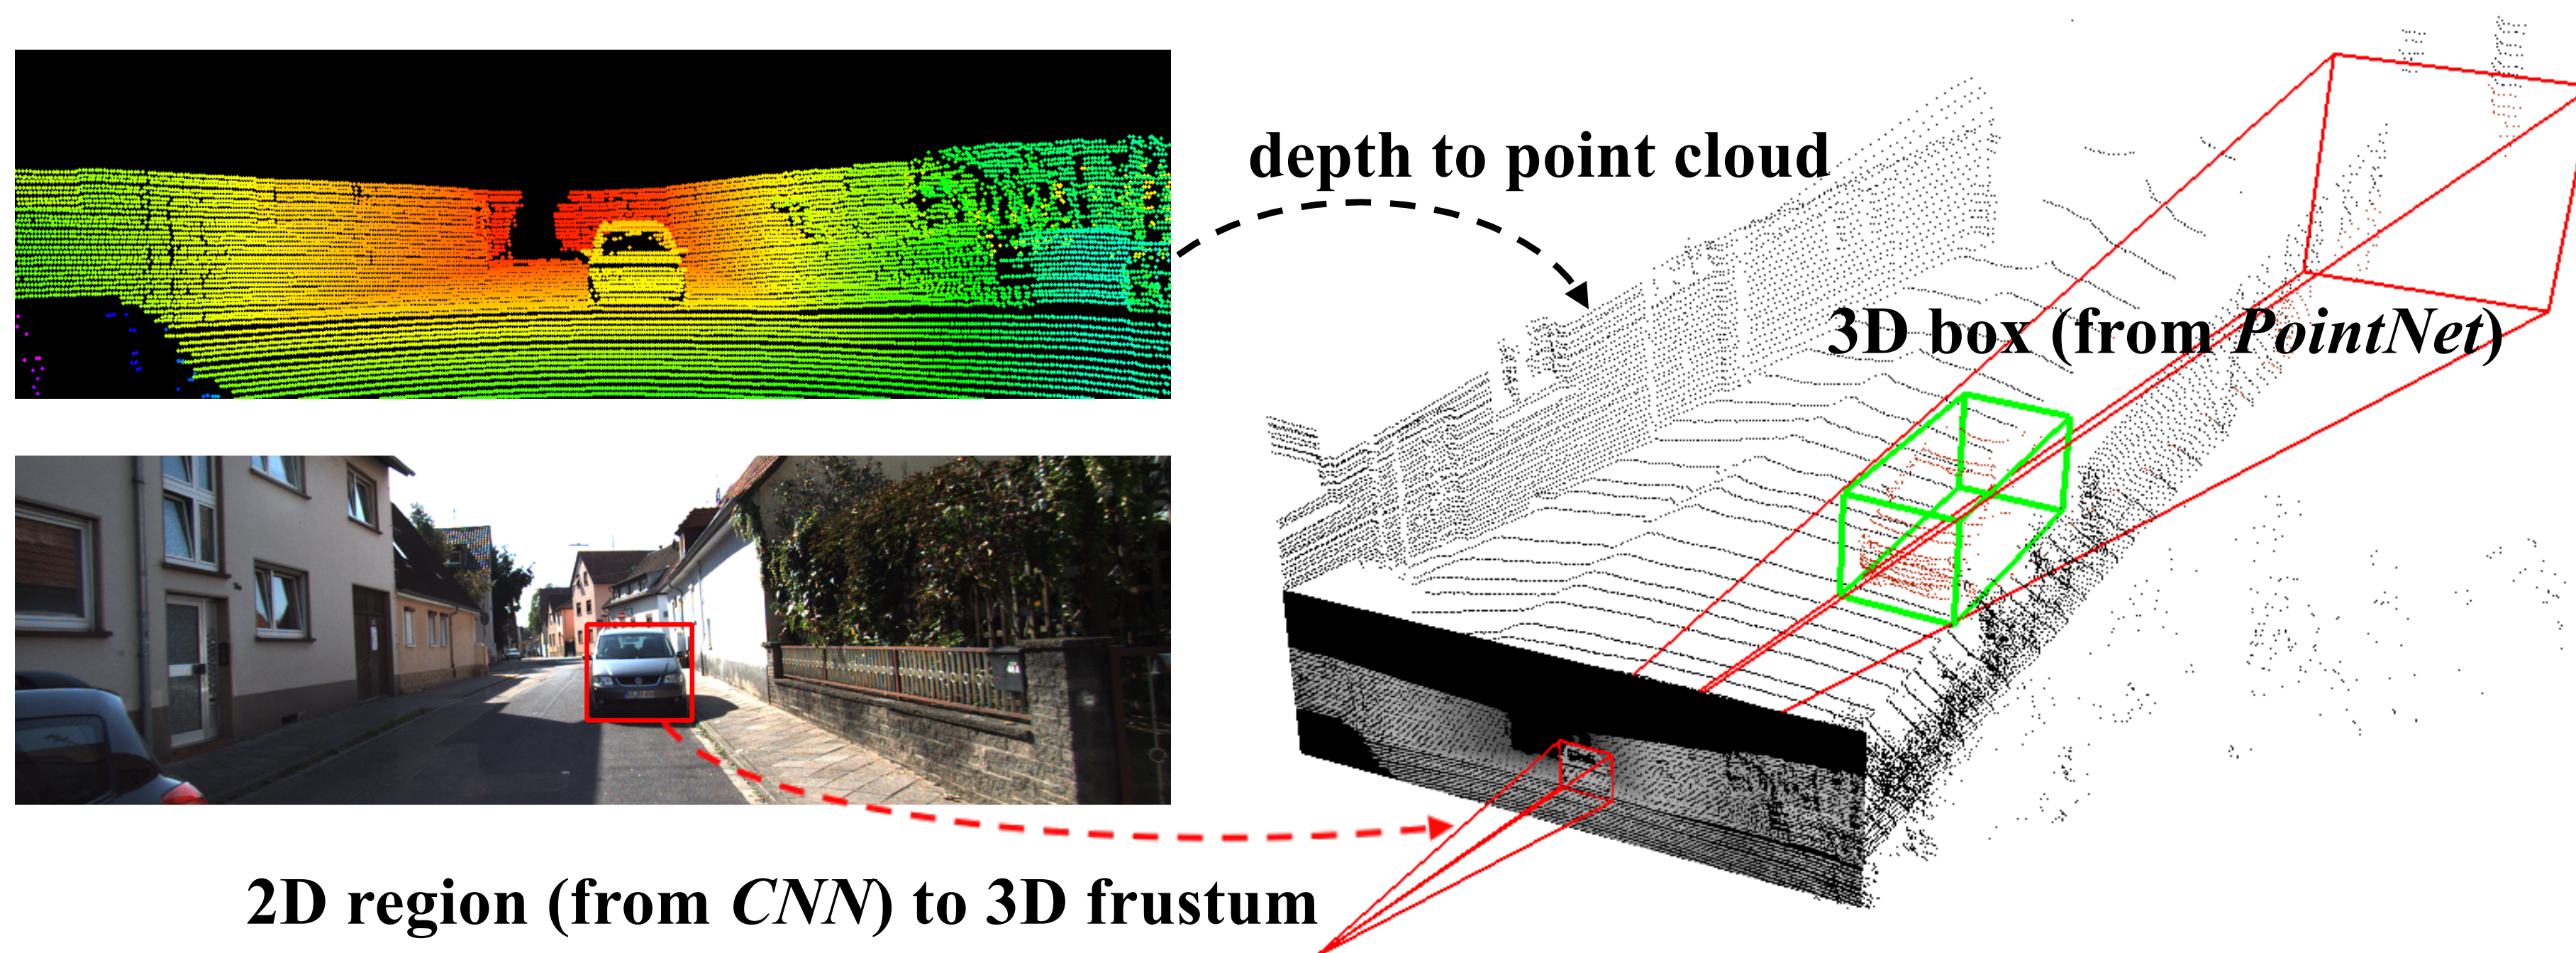 depth to point cloud
3D box (from PointNet)
2D region (from CNN) to 3D frustum